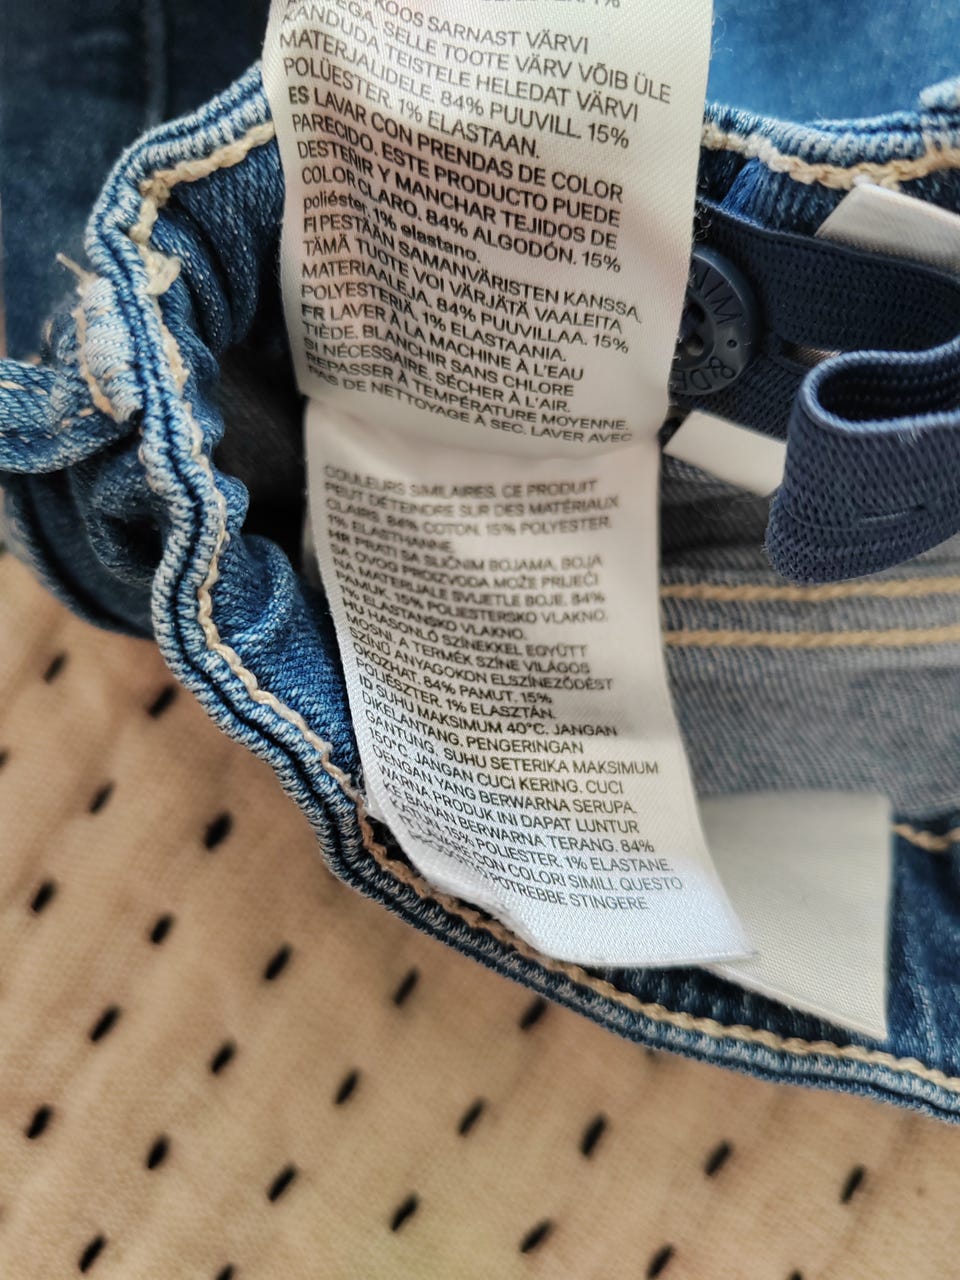 KOOS SARNAST VÄRVI
SELLE TOOTE VÄRV VÕIB ÜLE
KANDUDA TEISTELE HELEDAT VÄRVI
MATERJALIDELE. 84% PUUVILL. 15%
POLÜESTER. 1% ELASTAAN.
ES LAVAR CON PRENDAS DE COLOR
PARECIDO. ESTE PRODUCTO PUEDE
DESTEÑIR Y MANCHAR TEJIDOS DE
COLOR CLARO. 84% ALGODÓN. 15%
poliéster. 1% elastano.
FI PESTÄÄN SAMANVÄRISTEN KANSSA.
TÄMÄ TUOTE VOI VÄRJÄTÄ VAALEITA
MATERIAALEJA. 84% PUUVILLAA. 15%
POLYESTERIÄ. 1% ELASTAANIA.
FR LAVER À LA MACHINE À L'EAU
TIÈDE. BLANCHIR SANS CHLORE
SI NÉCESSAIRE. SÉCHER À L'AIR.
REPASSER À TEMPÉRATURE MOYENNE.
PAS DE NETTOYAGE À SEC. LAVER AVEC
COULEURS SIMILAIRES. CE PRODUIT
PEUT DÉTEINDRE SUR DES MATÉRIAUX
CLAIRS. 84% COTON. 15% POLYESTER.
1% ELASTHANNE.
HR PRATI SA SLIČNIM BOJAMA. BOJA
SA OVOG PROIZVODA MOŽE PRIJEĆI
NA MATERIJALE SVIJETLE BOJE. 84%
PAMUK. 15% POLIESTERSKO VLAKNO.
1% ELASTANSKO VLAKNO.
HU HASONLÓ SZÍNEKKEL EGYÜTT
MOSNI. A TERMÉK SZÍNE VILÁGOS
SZÍNŰ ANYAGOKON ELSZÍNEZŐDÉST
OKOZHAT. 84% PAMUT. 15%
POLIÉSZTER. 1% ELASZTÁN.
ID SUHU MAKSIMUM 40°C. JANGAN
DIKELANTANG. PENGERINGAN
GANTUNG. SUHU SETERIKA MAKSIMUM
150°C. JANGAN CUCI KERING. CUCI
DENGAN YANG BERWARNA SERUPA.
WARNA PRODUK INI DAPAT LUNTUR
KE BAHAN BERWARNA TERANG. 84%
KATUN. 15% POLIESTER. 1% ELASTANE.
CON COLORI SIMILI. QUESTO
POTREBBE STINGERE